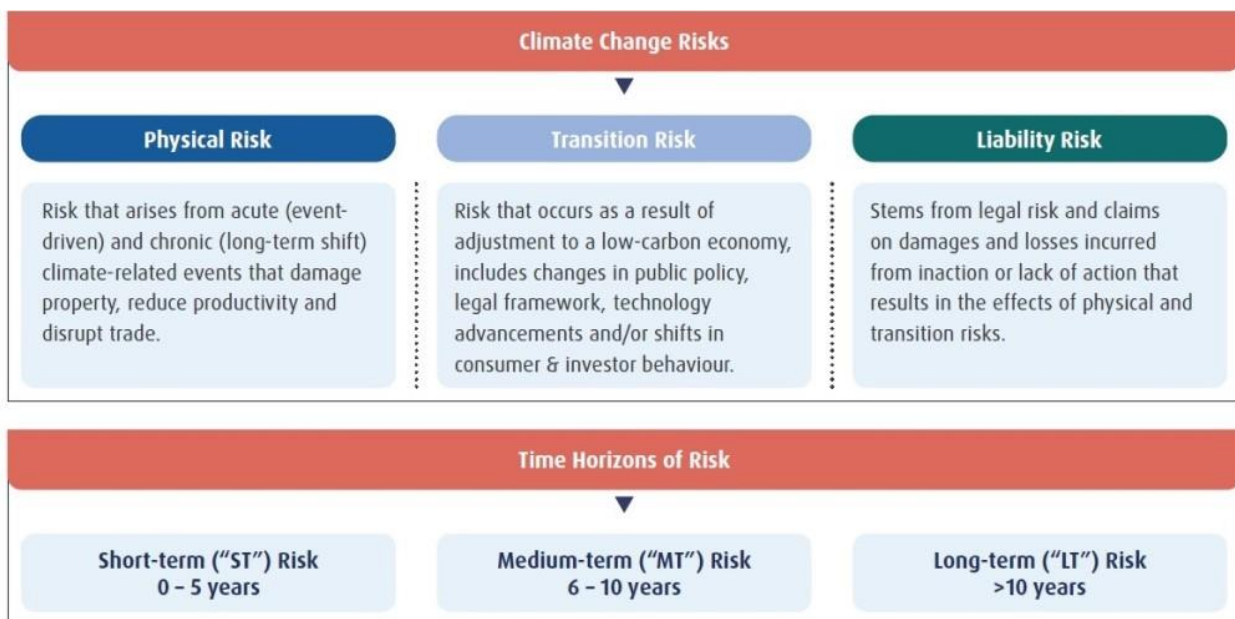 Climate Change Risks
Physical Risk
Risk that arises from acute (event-
driven) and chronic (long-term shift)
climate-related events that damage
property, reduce productivity and
disrupt trade.
Transition Risk
Risk that occurs as a result of
adjustment to a low-carbon economy,
includes changes in public policy,
legal framework, technology
advancements and/or shifts in
consumer & investor behaviour.
Liability Risk
Stems from legal risk and claims
on damages and losses incurred
from inaction or lack of action that
results in the effects of physical and
transition risks.
Time Horizons of Risk
Short-term (“ST”) Risk
0 – 5 years
Medium-term (“MT”) Risk
6 – 10 years
Long-term (“LT”) Risk
>10 years